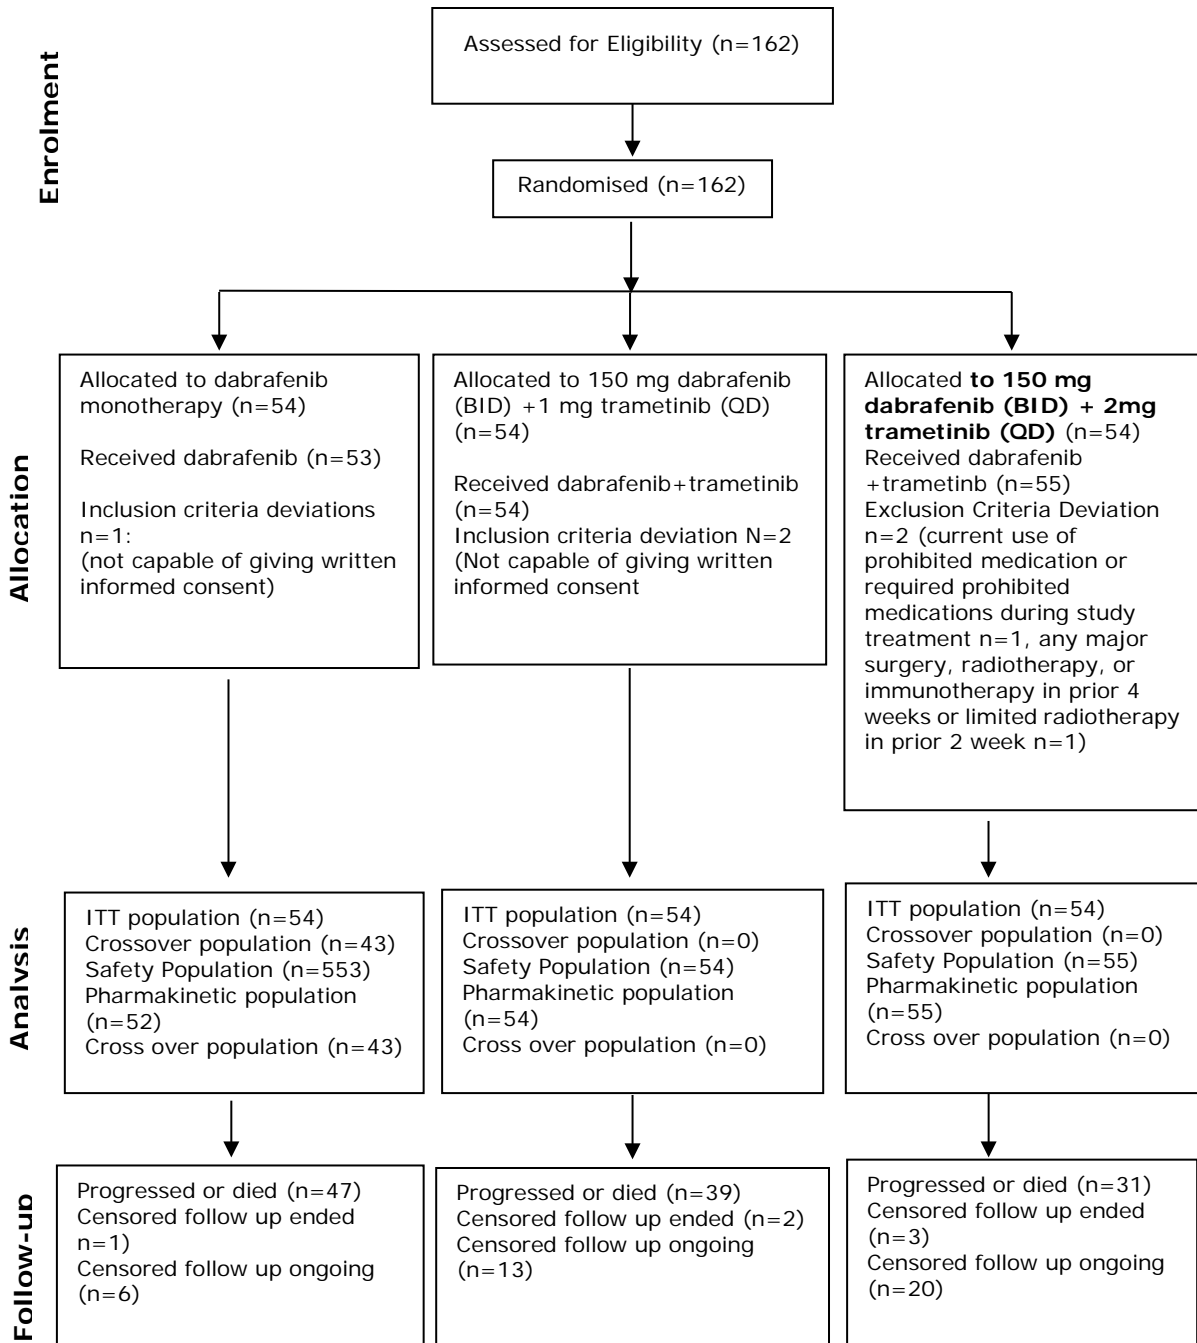 Enrolment
Assessed for Eligibility (n=162)
Randomised (n=162)
Allocation
Allocated to dabrafenib
monotherapy (n=54)
Received dabrafenib (n=53)
Inclusion criteria deviations
n=1:
(not capable of giving written
informed consent)
Allocated to 150 mg dabrafenib
(BID) +1 mg trametinib (QD)
(n=54)
Received dabrafenib+trametinib
(n=54)
Inclusion criteria deviation N=2
(Not capable of giving written
informed consent
Allocated to 150 mg
dabrafenib (BID) + 2mg
trametinib (QD) (n=54)
Received dabrafenib
+trametinb (n=55)
Exclusion Criteria Deviation
n=2 (current use of
prohibited medication or
required prohibited
medications during study
treatment n=1, any major
surgery, radiotherapy, or
immunotherapy in prior 4
weeks or limited radiotherapy
in prior 2 week n=1)
Analysis
ITT population (n=54)
Crossover population (n=43)
Safety Population (n=553)
Pharmakinetic population
(n=52)
Cross over population (n=43)
ITT population (n=54)
Crossover population (n=0)
Safety Population (n=54)
Pharmakinetic population
(n=54)
Cross over population (n=0)
ITT population (n=54)
Crossover population (n=0)
Safety Population (n=55)
Pharmakinetic population
(n=55)
Cross over population (n=0)
Follow-up
Progressed or died (n=47)
Censored follow up ended
n=1)
Censored follow up ongoing
(n=6)
Progressed or died (n=39)
Censored follow up ended (n=2)
Censored follow up ongoing
(n=13)
Progressed or died (n=31)
Censored follow up ended
(n=3)
Censored follow up ongoing
(n=20)